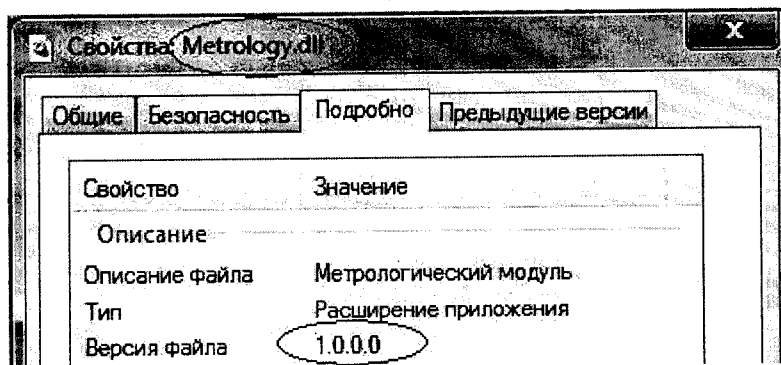 Свойства: Metrology.dll
X
Общие Безопасность Подробно Предыдущие версии
Свойство Значение
Описание
Описание файла Метрологический модуль
Тип Расширение приложения
Версия файла 1.0.0.0